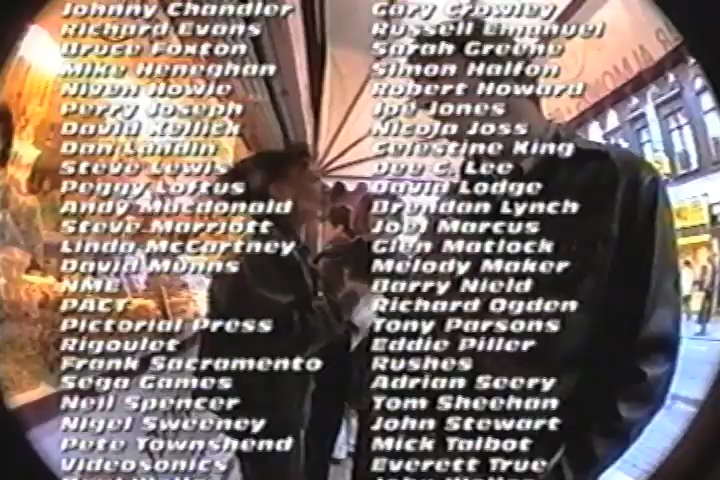 Johnny Chandler
Richard Evans
Bruce Foxton
Mike Heneghan
Niven Howie
Perry Joseph
David Kellick
Dan Landin
Steve Lewis
Peggy Loftus
Andy Macdonald
Steve Marriott
Linda McCartney
David Munns
NME
PACT
Pictorial Press
Rigoulet
Frank Sacramento
Sega Games
Neil Spencer
Nigel Sweeney
Pete Townshend
Videosonics
Gary Crowley
Russell Emanuel
Sarah Greene
Simon Halfon
Robert Howard
Joe Jones
Nicola Joss
Celestine King
Dee C. Lee
David Lodge
Brendan Lynch
Joel Marcus
Glen Matlock
Melody Maker
Barry Nield
Richard Ogden
Tony Parsons
Eddie Piller
Rushes
Adrian Seery
Tom Sheehan
John Stewart
Mick Talbot
Everett True